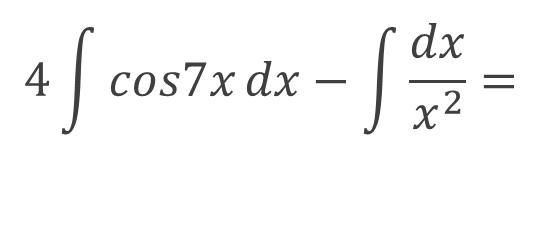 4 ∫ cos7x dx − ∫ dx/x² =